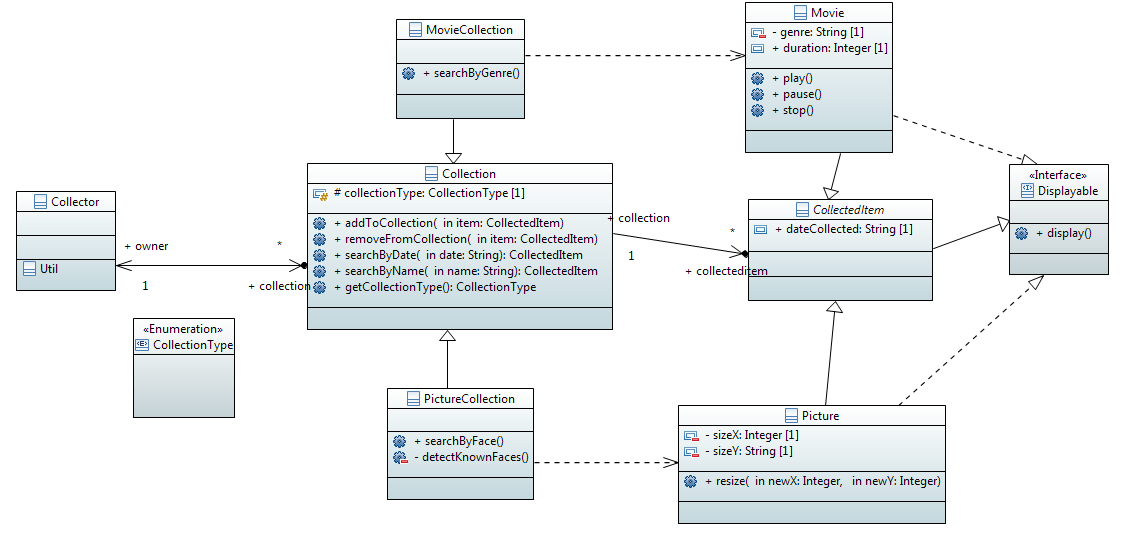 MovieCollection
+ searchByGenre()
Movie
- genre: String [1]
+ duration: Integer [1]
+ play()
+ pause()
+ stop()
Collection
# collectionType: CollectionType [1]
+ addToCollection(  in item: CollectedItem)
+ removeFromCollection(  in item: CollectedItem)
+ searchByDate(  in date: String): CollectedItem
+ searchByName(  in name: String): CollectedItem
+ getCollectionType(): CollectionType
Collector
Util
+ owner
*
1
+ collection
+ collection
*
1
+ collecteditem
CollectedItem
+ dateCollected: String [1]
«Interface»
Displayable
+ display()
«Enumeration»
CollectionType
PictureCollection
+ searchByFace()
- detectKnownFaces()
Picture
- sizeX: Integer [1]
- sizeY: String [1]
+ resize(  in newX: Integer,   in newY: Integer)